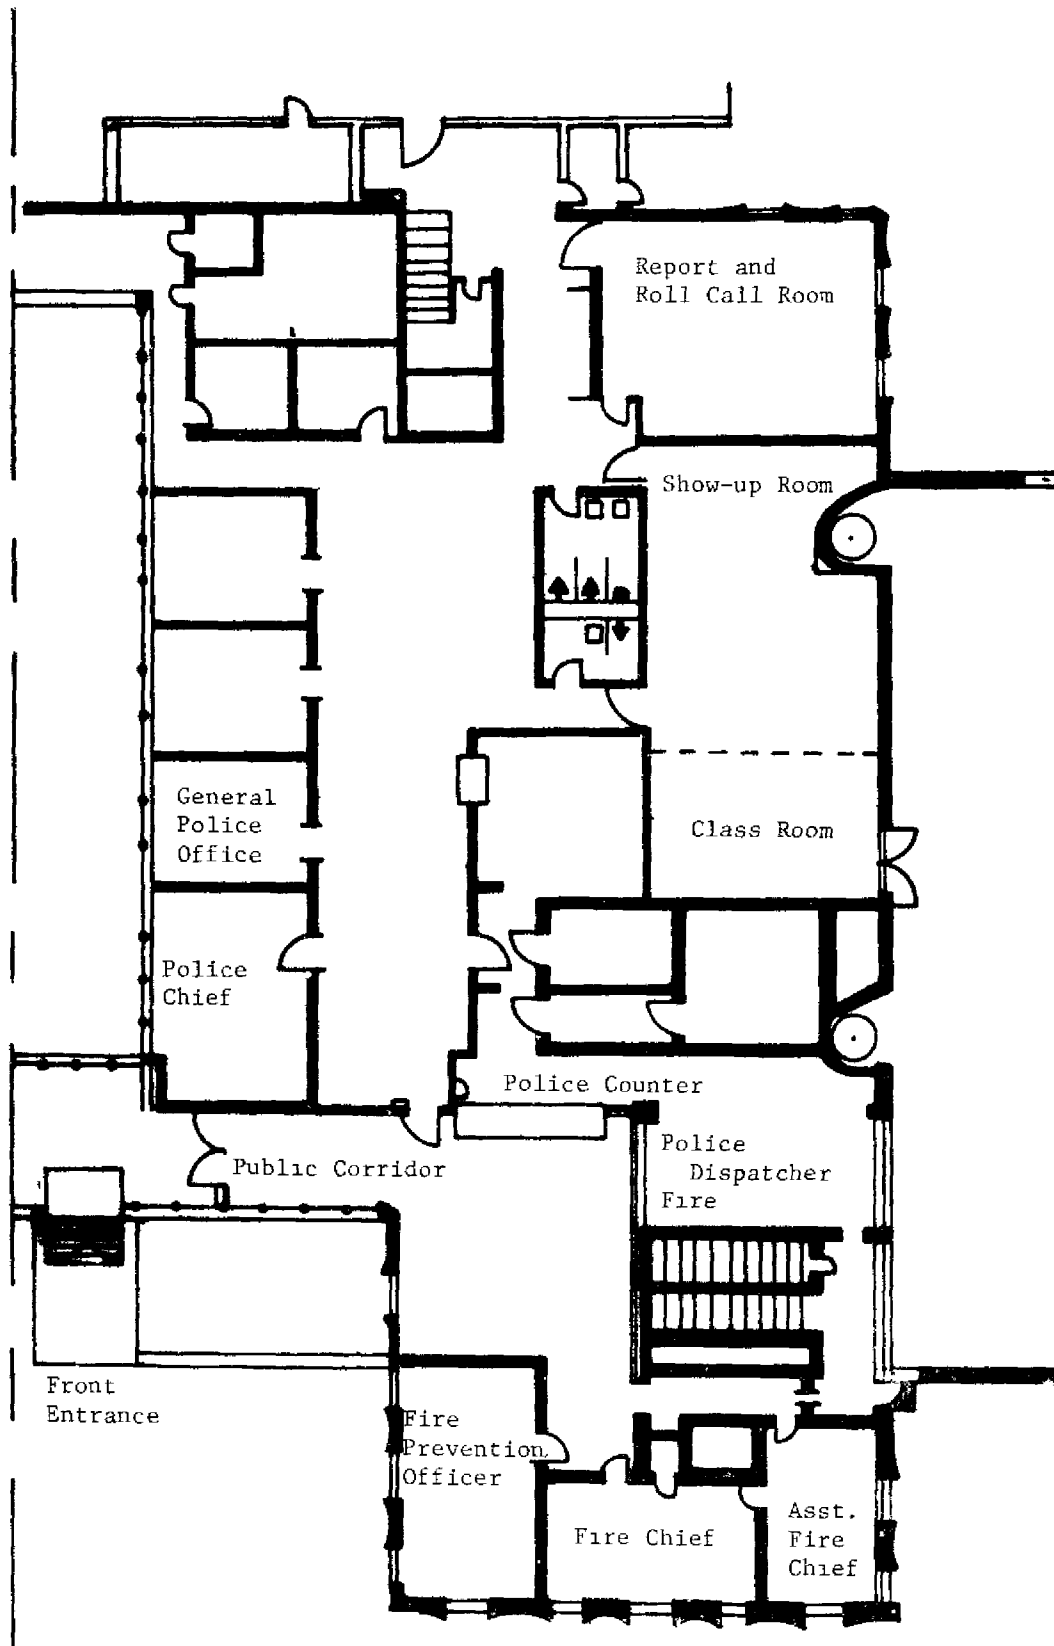 Report and
Roll Call Room
Show-up Room
General
Police
Office
Class Room
Police
Chief
Police Counter
Police
Dispatcher
Fire
Public Corridor
Front
Entrance
Fire
Prevention
Officer
Fire Chief
Asst.
Fire
Chief